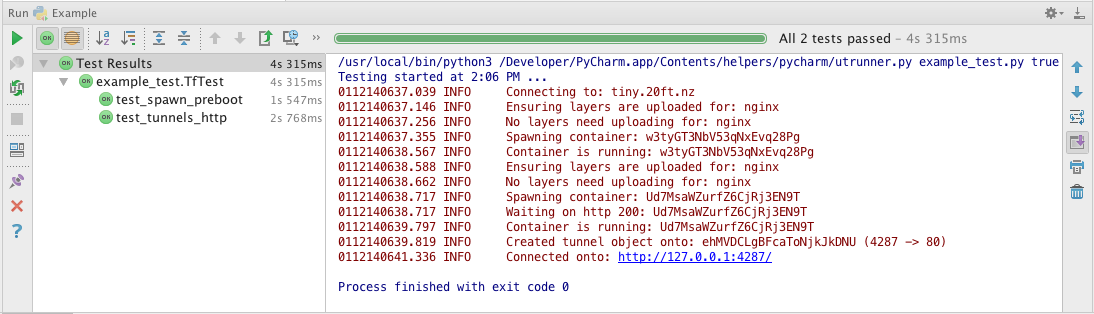 Run Example
All 2 tests passed – 4s 315ms
Test Results 4s 315ms
example_test.TfTest 4s 315ms
test_spawn_preboot 1s 547ms
test_tunnels_http 2s 768ms
/usr/local/bin/python3 /Developer/PyCharm.app/Contents/helpers/pycharm/utrunner.py example_test.py true
Testing started at 2:06 PM ...
0112140637.039 INFO Connecting to: tiny.20ft.nz
0112140637.146 INFO Ensuring layers are uploaded for: nginx
0112140637.256 INFO No layers need uploading for: nginx
0112140637.355 INFO Spawning container: w3tyGT3NbV53qNxEvq28Pg
0112140638.567 INFO Container is running: w3tyGT3NbV53qNxEvq28Pg
0112140638.588 INFO Ensuring layers are uploaded for: nginx
0112140638.662 INFO No layers need uploading for: nginx
0112140638.717 INFO Spawning container: Ud7MsaWZurfZ6CjRj3EN9T
0112140638.717 INFO Waiting on http 200: Ud7MsaWZurfZ6CjRj3EN9T
0112140639.797 INFO Container is running: Ud7MsaWZurfZ6CjRj3EN9T
0112140639.819 INFO Created tunnel object onto: ehMVDCLgBFcaToNjkJkDNU (4287 -> 80)
0112140641.336 INFO Connected onto: http://127.0.0.1:4287/
Process finished with exit code 0